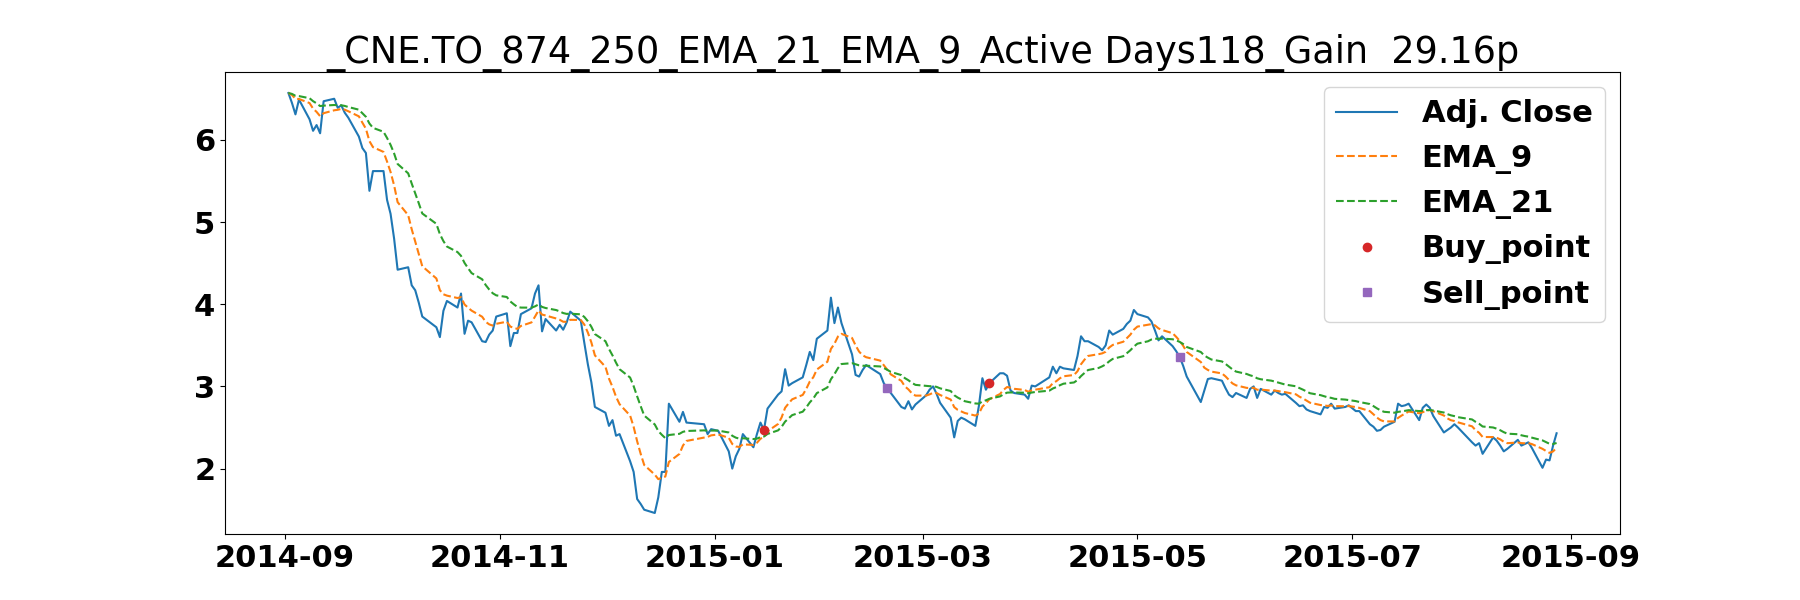 _CNE.TO_874_250_EMA_21_EMA_9_Active Days118_Gain  29.16p
Adj. Close
EMA_9
EMA_21
Buy_point
Sell_point
6
5
4
3
2
2014-09 2014-11 2015-01 2015-03 2015-05 2015-07 2015-09